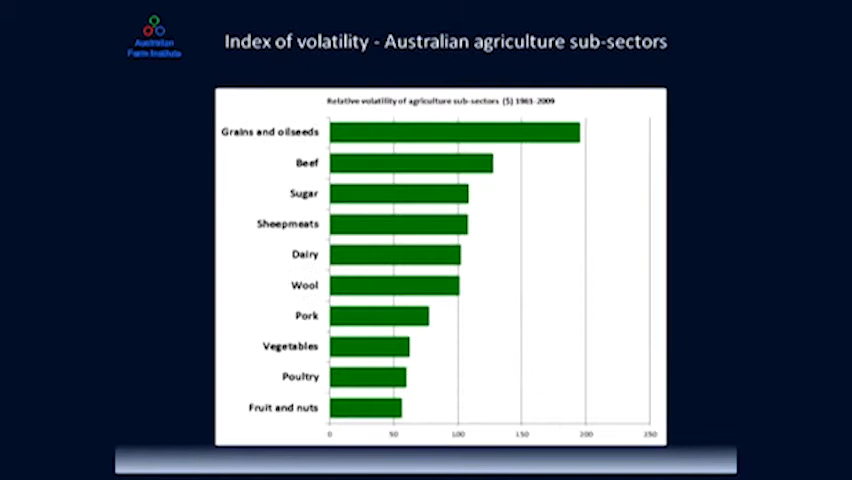 Australian
Farm Institute
Index of volatility - Australian agriculture sub-sectors
Relative volatility of agriculture sub-sectors ($) 1961-2009
Grains and oilseeds
Beef
Sugar
Sheepmeats
Dairy
Wool
Pork
Vegetables
Poultry
Fruit and nuts
0 50 100 150 200 250